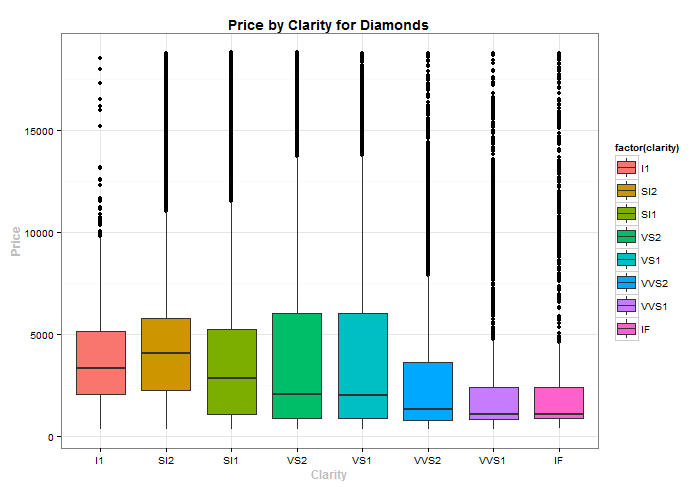 Price by Clarity for Diamonds
15000
10000
5000
0
Price
I1 SI2 SI1 VS2 VS1 VVS2 VVS1 IF
Clarity
factor(clarity)
I1
SI2
SI1
VS2
VS1
VVS2
VVS1
IF